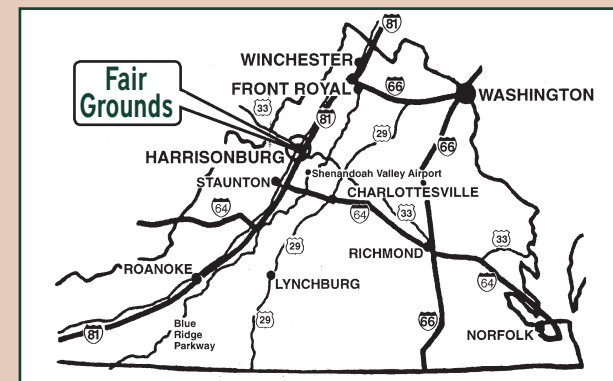 81
WINCHESTER
Fair
Grounds
FRONT ROYAL
66
WASHINGTON
33
81
29
66
HARRISONBURG
Shenandoah Valley Airport
STAUNTON
CHARLOTTESVILLE
64
64
33
29
RICHMOND
33
ROANOKE
LYNCHBURG
64
Blue
Ridge
Parkway
29
66
81
NORFOLK